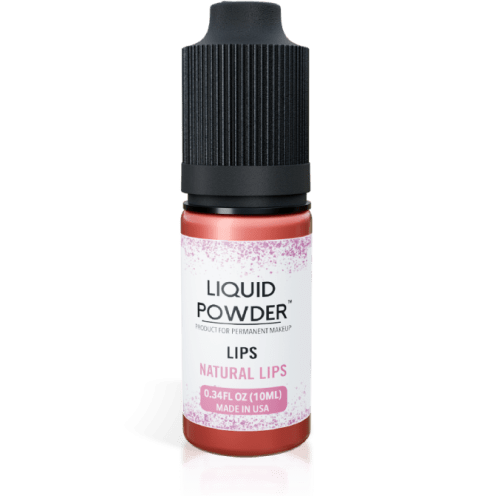 LIQUID
POWDER™
PRODUCT FOR PERMANENT MAKEUP
LIPS
NATURAL LIPS
0.34FL OZ (10ML)
MADE IN USA